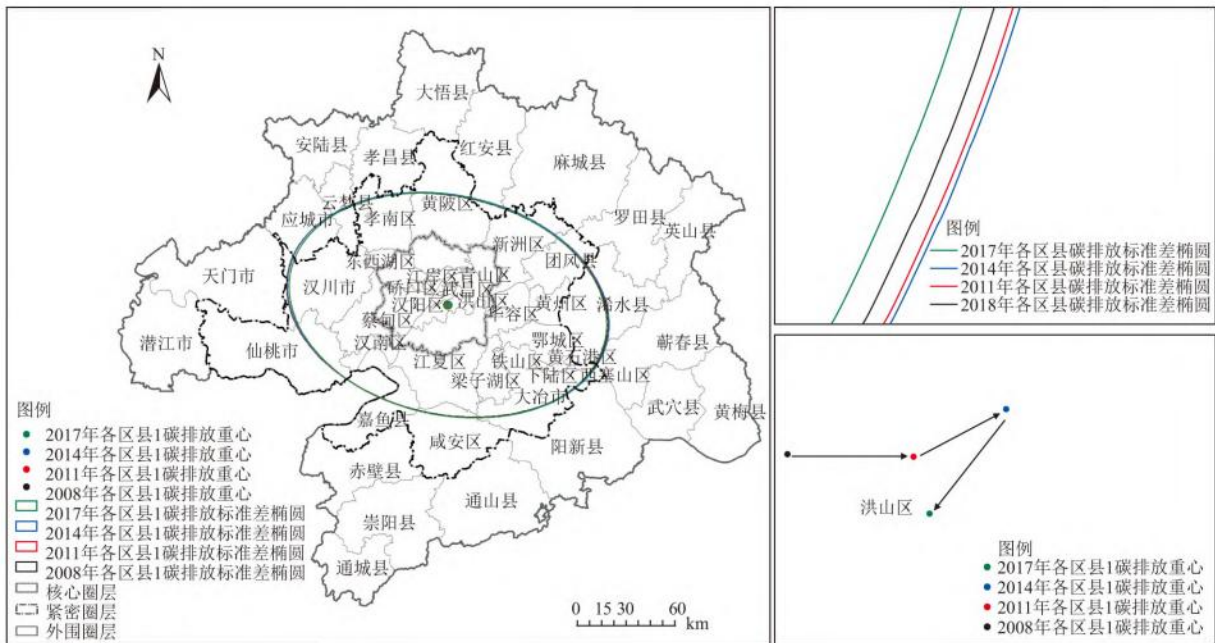 N
大悟县
安陆县
孝昌县
红安县
麻城县
云梦县
应城市
孝南区
黄陂区
罗田县
英山县
新洲区
团风县
天门市
汉川市
东西湖区
江岸区
青山区
硚口区
武昌区
洪山区
汉阳区
黄州区
浠水县
蔡甸区
华容区
潜江市
仙桃市
汉南区
鄂城区
蕲春县
江夏区
铁山区
黄石港区
梁子湖区
下陆区
西塞山区
大冶市
武穴县
黄梅县
嘉鱼县
咸安区
阳新县
赤壁县
通山县
崇阳县
通城县
图例
2017年各区县1碳排放重心
2014年各区县1碳排放重心
2011年各区县1碳排放重心
2008年各区县1碳排放重心
2017年各区县1碳排放标准差椭圆
2014年各区县1碳排放标准差椭圆
2011年各区县1碳排放标准差椭圆
2008年各区县1碳排放标准差椭圆
核心圈层
紧密圈层
外围圈层
0 15 30 60
km
图例
2017年各区县碳排放标准差椭圆
2014年各区县碳排放标准差椭圆
2011年各区县碳排放标准差椭圆
2018年各区县碳排放标准差椭圆
洪山区
图例
2017年各区县1碳排放重心
2014年各区县1碳排放重心
2011年各区县1碳排放重心
2008年各区县1碳排放重心